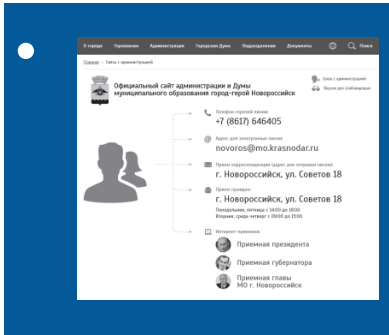 О городе Горожанам Администрация Городская Дума Подразделения Документы Поиск
Главная - Связь с администрацией
Официальный сайт администрации и Думы
муниципального образования город-герой Новороссийск
Связь с администрацией
Версия для слабовидящих
Телефон горячей линии:
+7 (8617) 646405
Адрес для электронных писем:
novoros@mo.krasnodar.ru
Прием корреспонденции (адрес для отправки писем):
г. Новороссийск, ул. Советов 18
Прием граждан:
г. Новороссийск, ул. Советов 18
Понедельник, пятница с 14:00 до 18:00
Вторник, среда четверг с 09:00 до 13:00
Интернет-приемная:
Приемная президента
Приемная губернатора
Приемная главы
МО г. Новороссийск